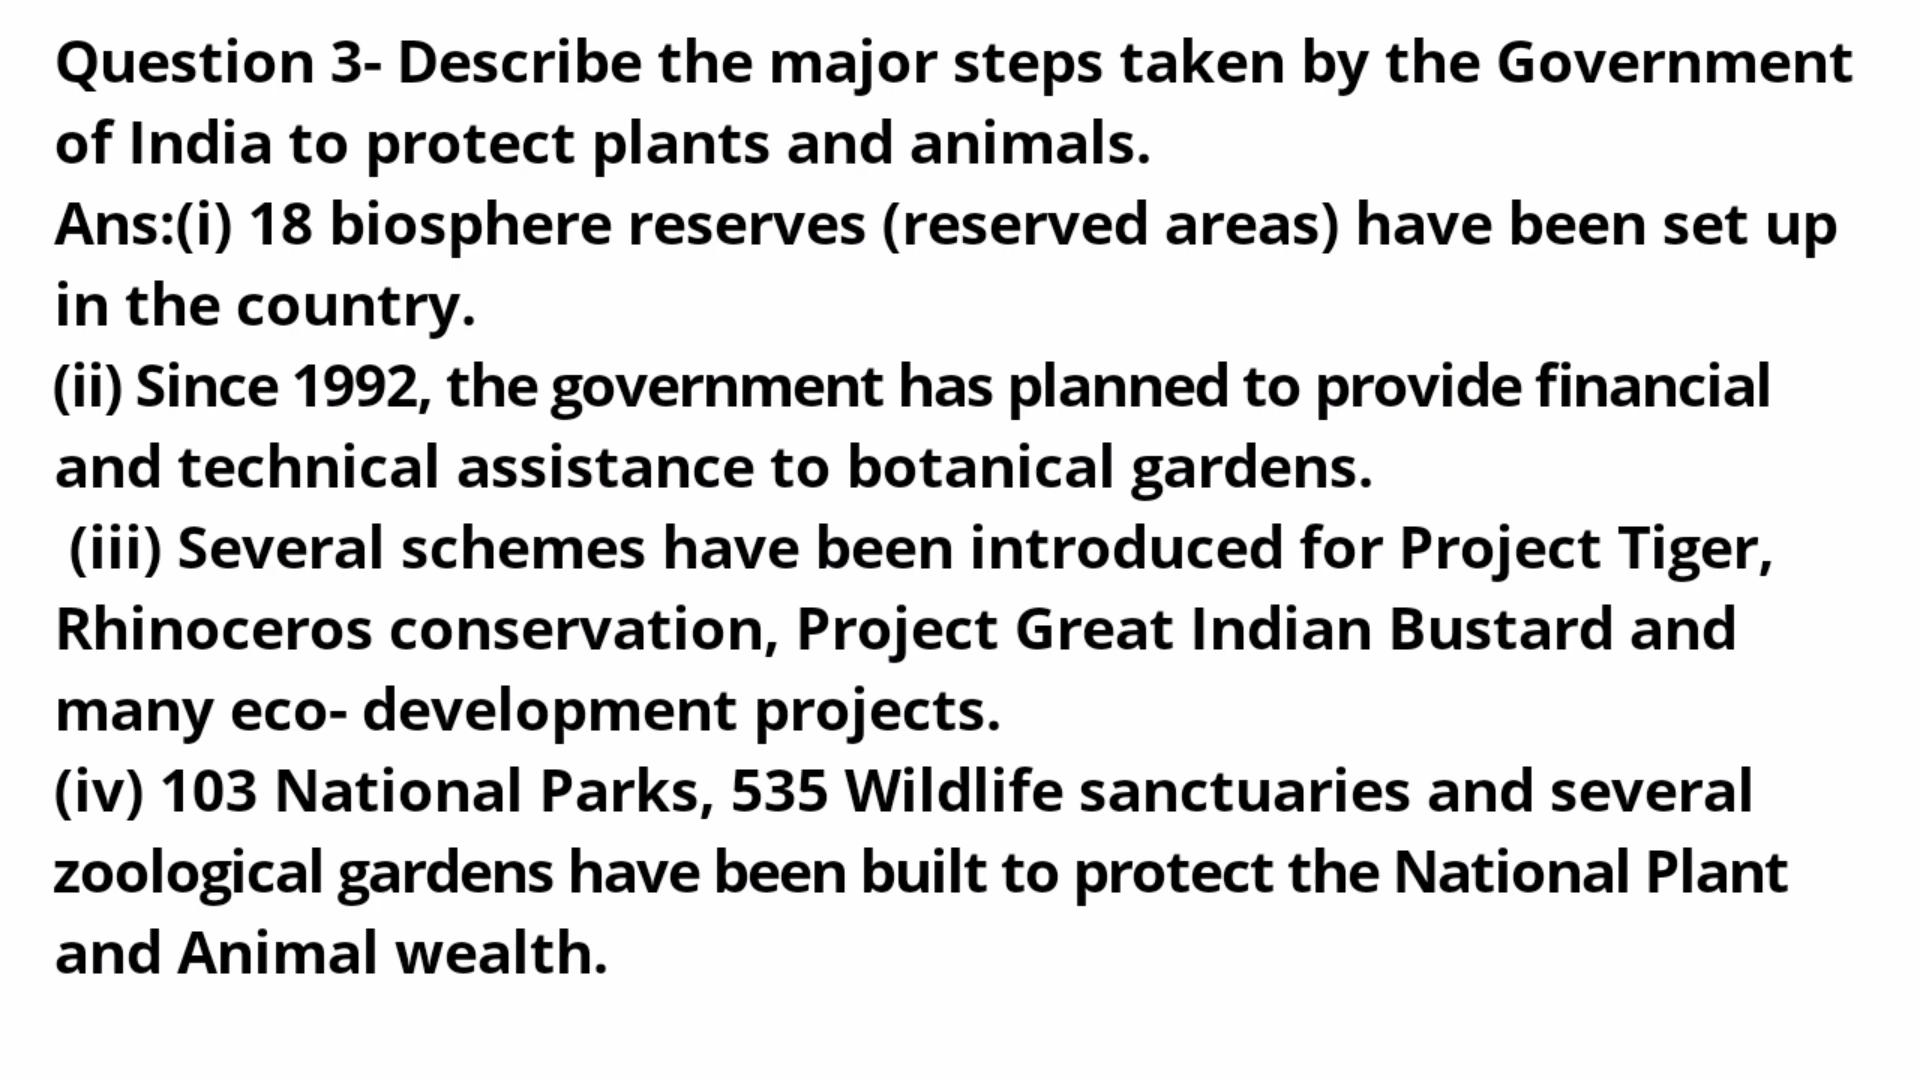 Question 3- Describe the major steps taken by the Government
of India to protect plants and animals.
Ans:(i) 18 biosphere reserves (reserved areas) have been set up
in the country.
(ii) Since 1992, the government has planned to provide financial
and technical assistance to botanical gardens.
(iii) Several schemes have been introduced for Project Tiger,
Rhinoceros conservation, Project Great Indian Bustard and
many eco- development projects.
(iv) 103 National Parks, 535 Wildlife sanctuaries and several
zoological gardens have been built to protect the National Plant
and Animal wealth.